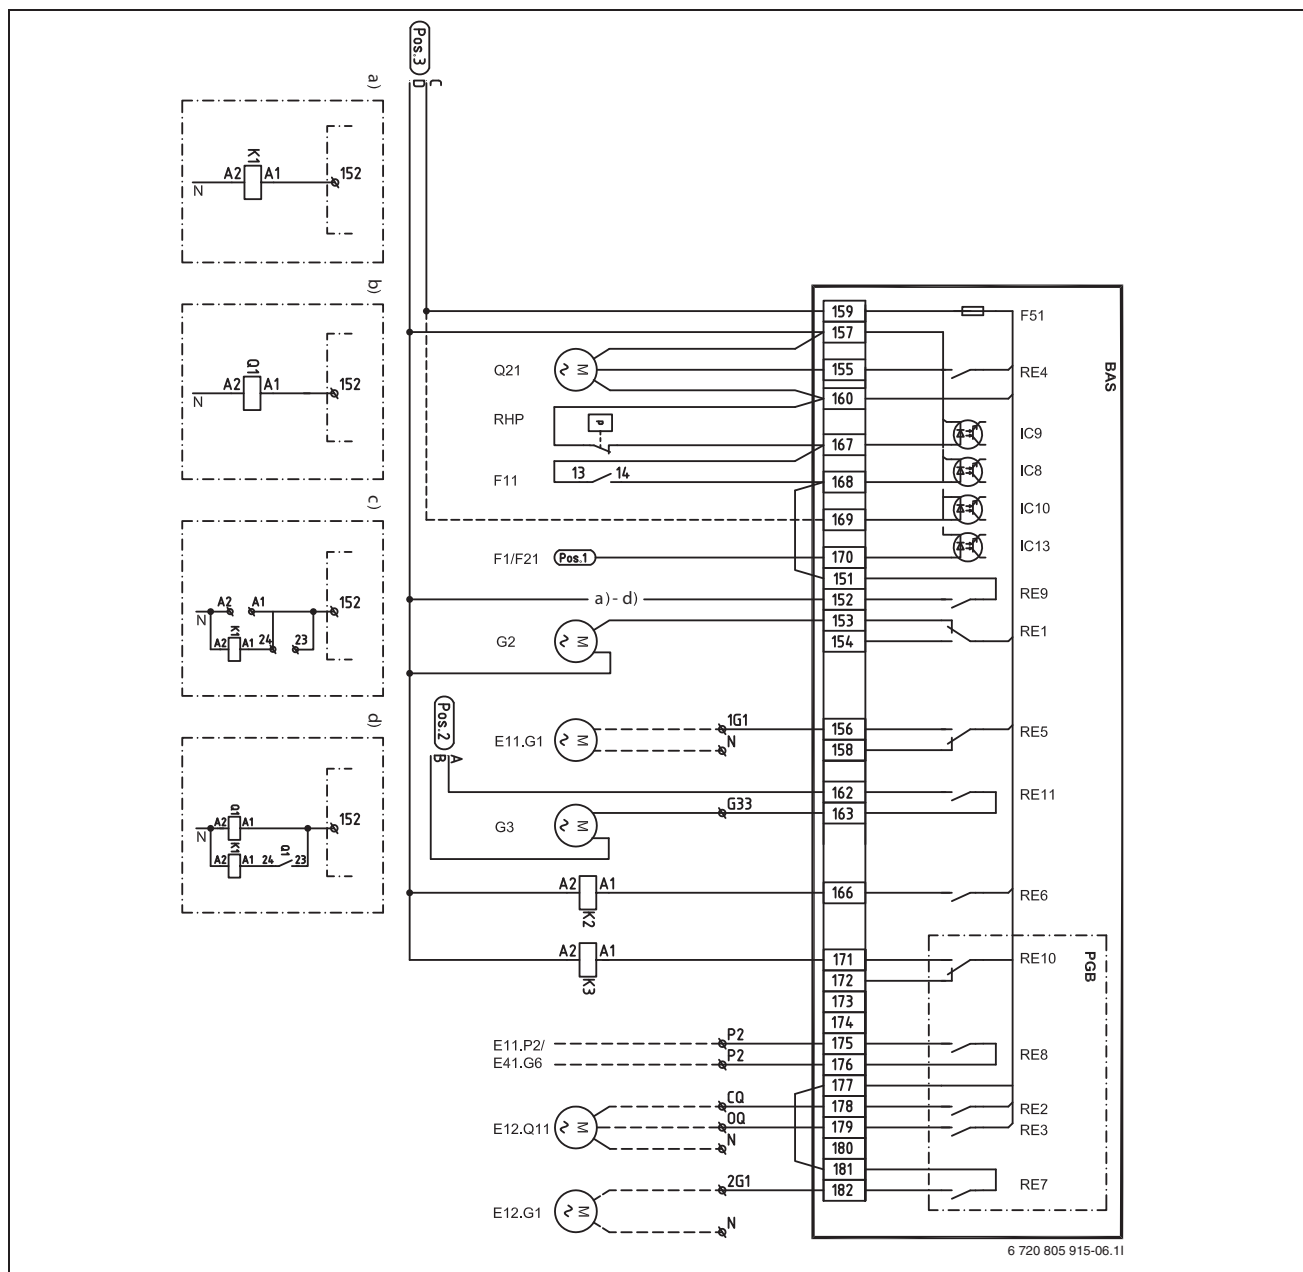 Pos.3
D C
a)
K1
A2 A1 152
N
b)
Q1
A2 A1 152
N
c)
A2 A1 152
N
K1
A2 A1 24 23
d)
Q1
A2 A1 152
N
K1 Q1
A2 A1 24 23
BAS
159 F51
157
Q21 M 155 RE4
160
RHP P 167 IC9
F11 13 14 168 IC8
169 IC10
F1/F21 Pos.1 170 IC13
151
a) - d) 152 RE9
153
G2 M 154 RE1
Pos.2
B A
E11.G1 M 1G1 156 RE5
N 158
162 RE11
G3 M G33 163
A2 A1 166 RE6
K2
PGB
A2 A1 171 RE10
K3
172
173
174
E11.P2/ P2 175 RE8
E41.G6 P2 176
177
CQ 178 RE2
E12.Q11 M OQ 179 RE3
N 180
181
2G1 182 RE7
E12.G1 M
N
6 720 805 915-06.1I